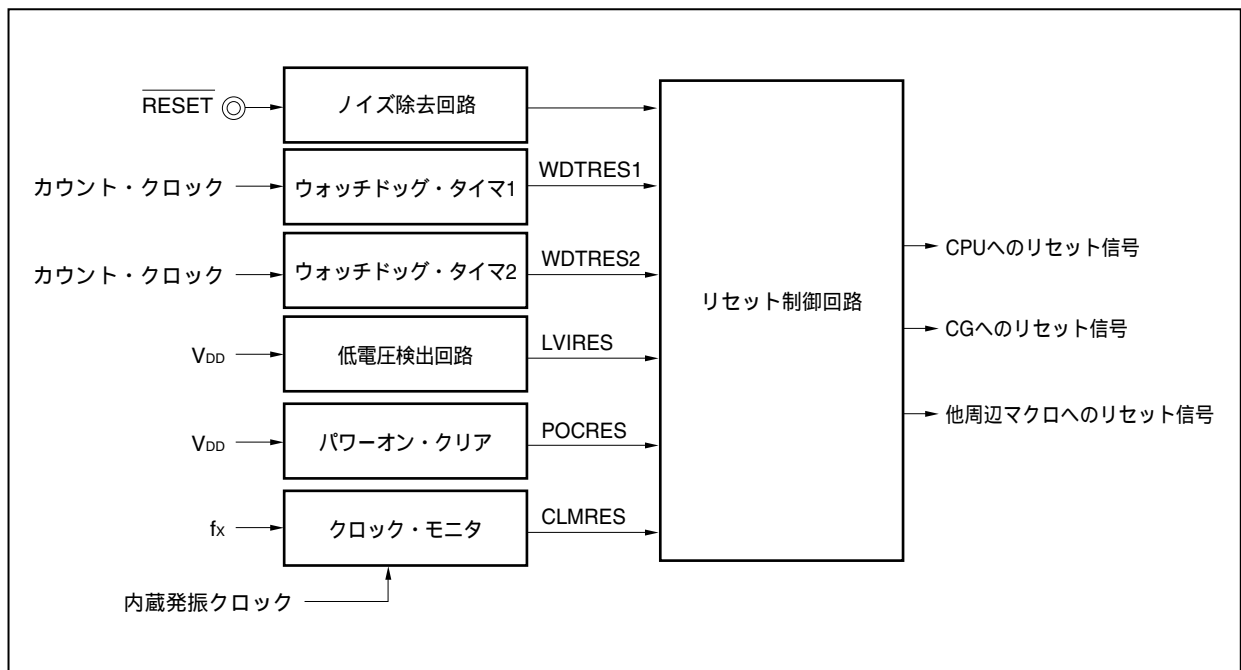 RESET
ノイズ除去回路
カウント・クロック
ウォッチドッグ・タイマ1
WDTRES1
カウント・クロック
ウォッチドッグ・タイマ2
WDTRES2
VDD
低電圧検出回路
LVIRES
VDD
パワーオン・クリア
POCRES
fx
クロック・モニタ
CLMRES
内蔵発振クロック
リセット制御回路
CPUへのリセット信号
CGへのリセット信号
他周辺マクロへのリセット信号